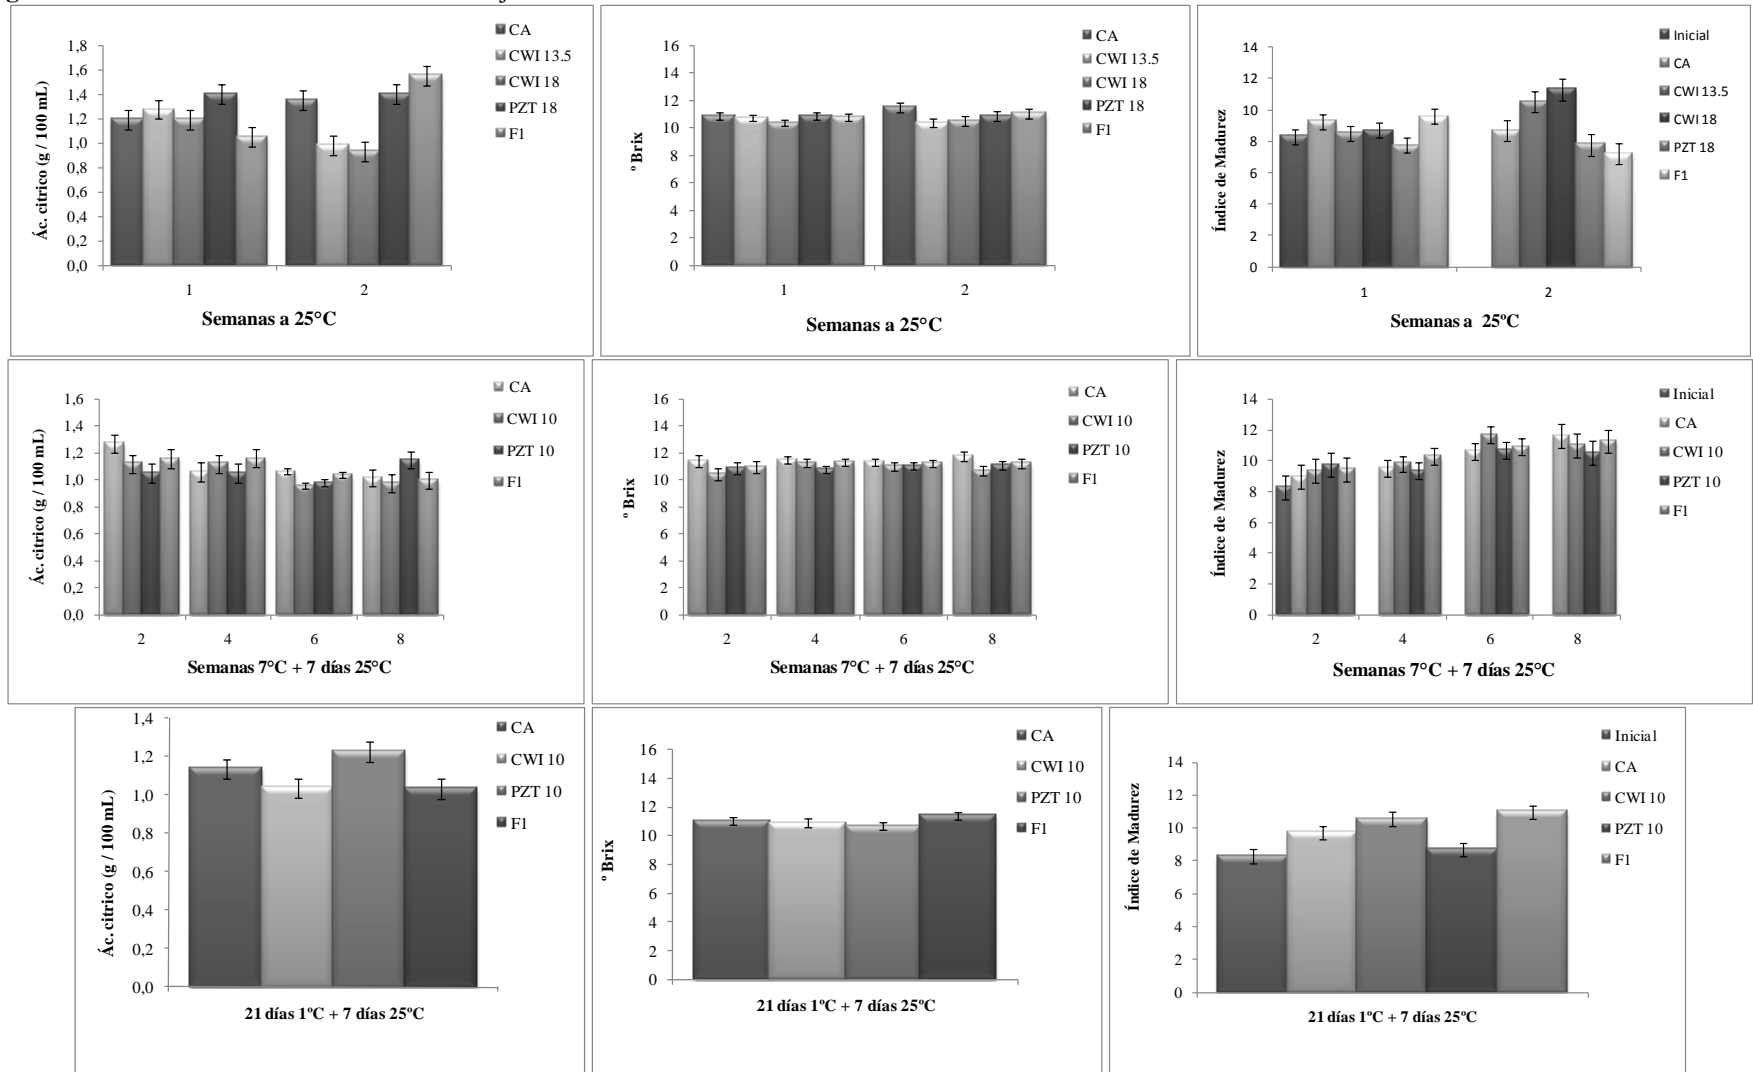 CA
CWI 13.5
CWI 18
PZT 18
F1
1,8
1,6
1,4
1,2
1,0
0,8
0,6
0,4
0,2
0,0
Ác. citrico (g / 100 mL)
1 2
Semanas a 25°C
CA
CWI 13.5
CWI 18
PZT 18
F1
16
14
12
10
8
6
4
2
0
º Brix
1 2
Semanas a 25°C
Inicial
CA
CWI 13.5
CWI 18
PZT 18
F1
14
12
10
8
6
4
2
0
Índice de Madurez
1 2
Semanas a 25ºC
CA
CWI 10
PZT 10
F1
1,6
1,4
1,2
1,0
0,8
0,6
0,4
0,2
0,0
Ác. citrico (g / 100 mL)
2 4 6 8
Semanas 7°C + 7 días 25°C
CA
CWI 10
PZT 10
F1
16
14
12
10
8
6
4
2
0
º Brix
2 4 6 8
Semanas 7°C + 7 días 25°C
Inicial
CA
CWI 10
PZT 10
F1
14
12
10
8
6
4
2
0
Índice de Madurez
2 4 6 8
Semanas 7°C + 7 días 25°C
CA
CWI 10
PZT 10
F1
1,4
1,2
1,0
0,8
0,6
0,4
0,2
0,0
Ác. citrico (g / 100 mL)
21 días 1ºC + 7 días 25ºC
CA
CWI 10
PZT 10
F1
16
14
12
10
8
6
4
2
0
º Brix
21 días 1ºC + 7 días 25ºC
Inicial
CA
CWI 10
PZT 10
F1
14
12
10
8
6
4
2
0
Índice de Madurez
21 días 1ºC + 7 días 25ºC